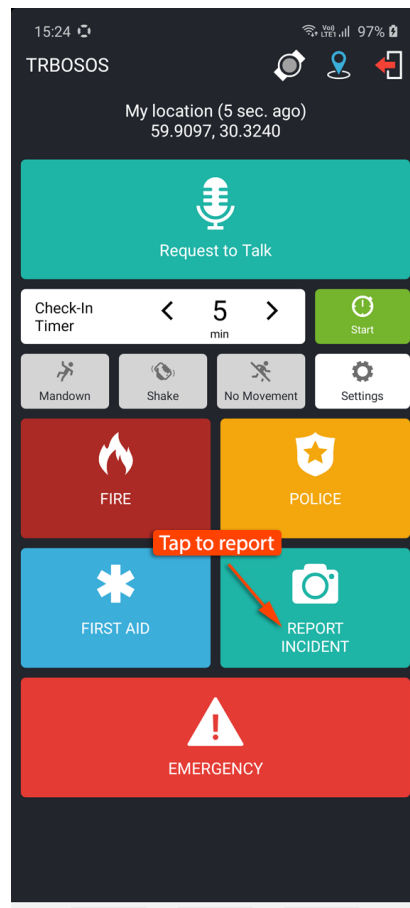 15:24
97%
TRBOSOS
My location (5 sec. ago)
59.9097, 30.3240
Request to Talk
Check-In
Timer
5
min
Start
Mandown
Shake
No Movement
Settings
FIRE
POLICE
Tap to report
FIRST AID
REPORT
INCIDENT
EMERGENCY